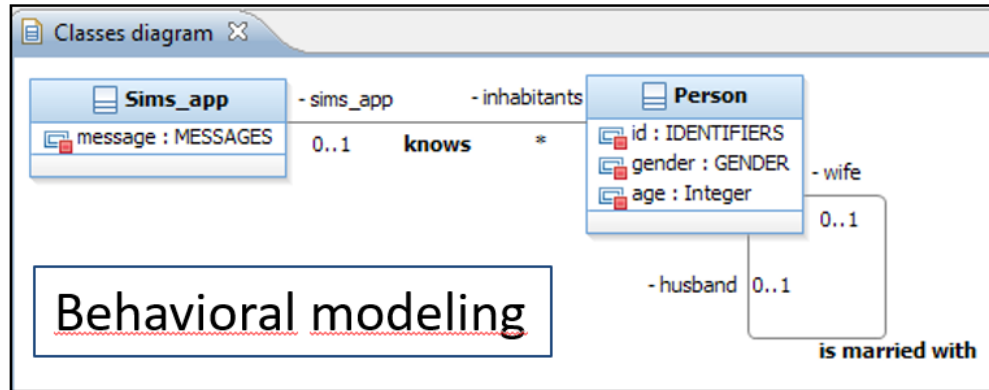 Classes diagram
Sims_app
message : MESSAGES
- sims_app
- inhabitants
0..1
knows
*
Person
id : IDENTIFIERS
gender : GENDER
age : Integer
- wife
0..1
- husband
0..1
is married with
Behavioral modeling